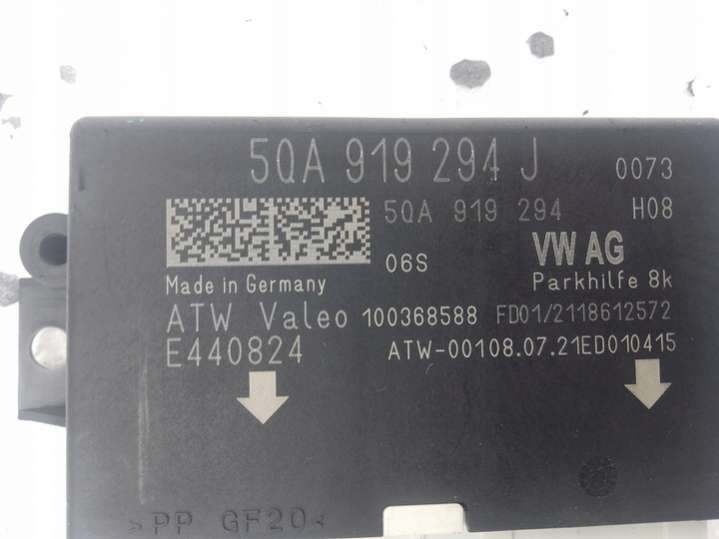 5QA 919 294 J 0073
5QA 919 294 H08
06S VW AG
Made in Germany Parkhilfe 8k
ATW Valeo 100368588 FD01/2118612572
E440824 ATW-00108.07.21ED010415
>PP GF20<